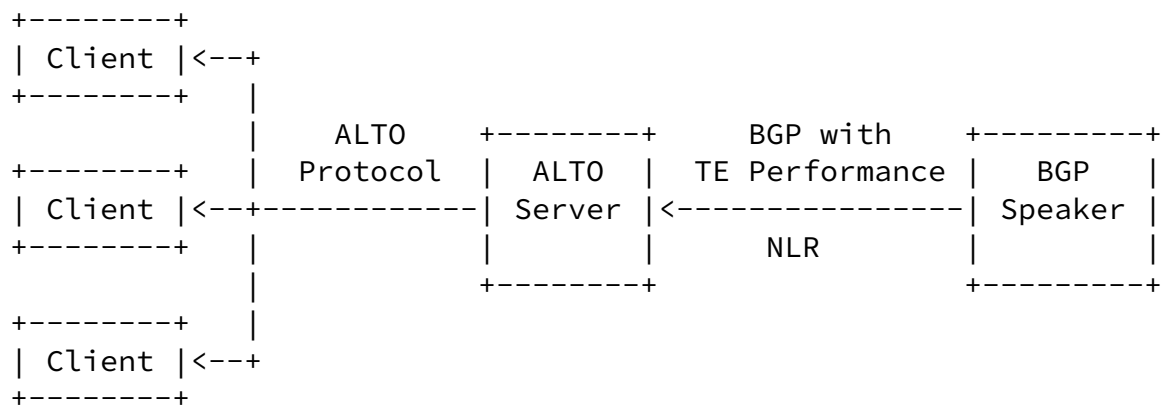 Client
ALTO BGP with
Client Protocol ALTO TE Performance BGP
Server Speaker
NLR
Client